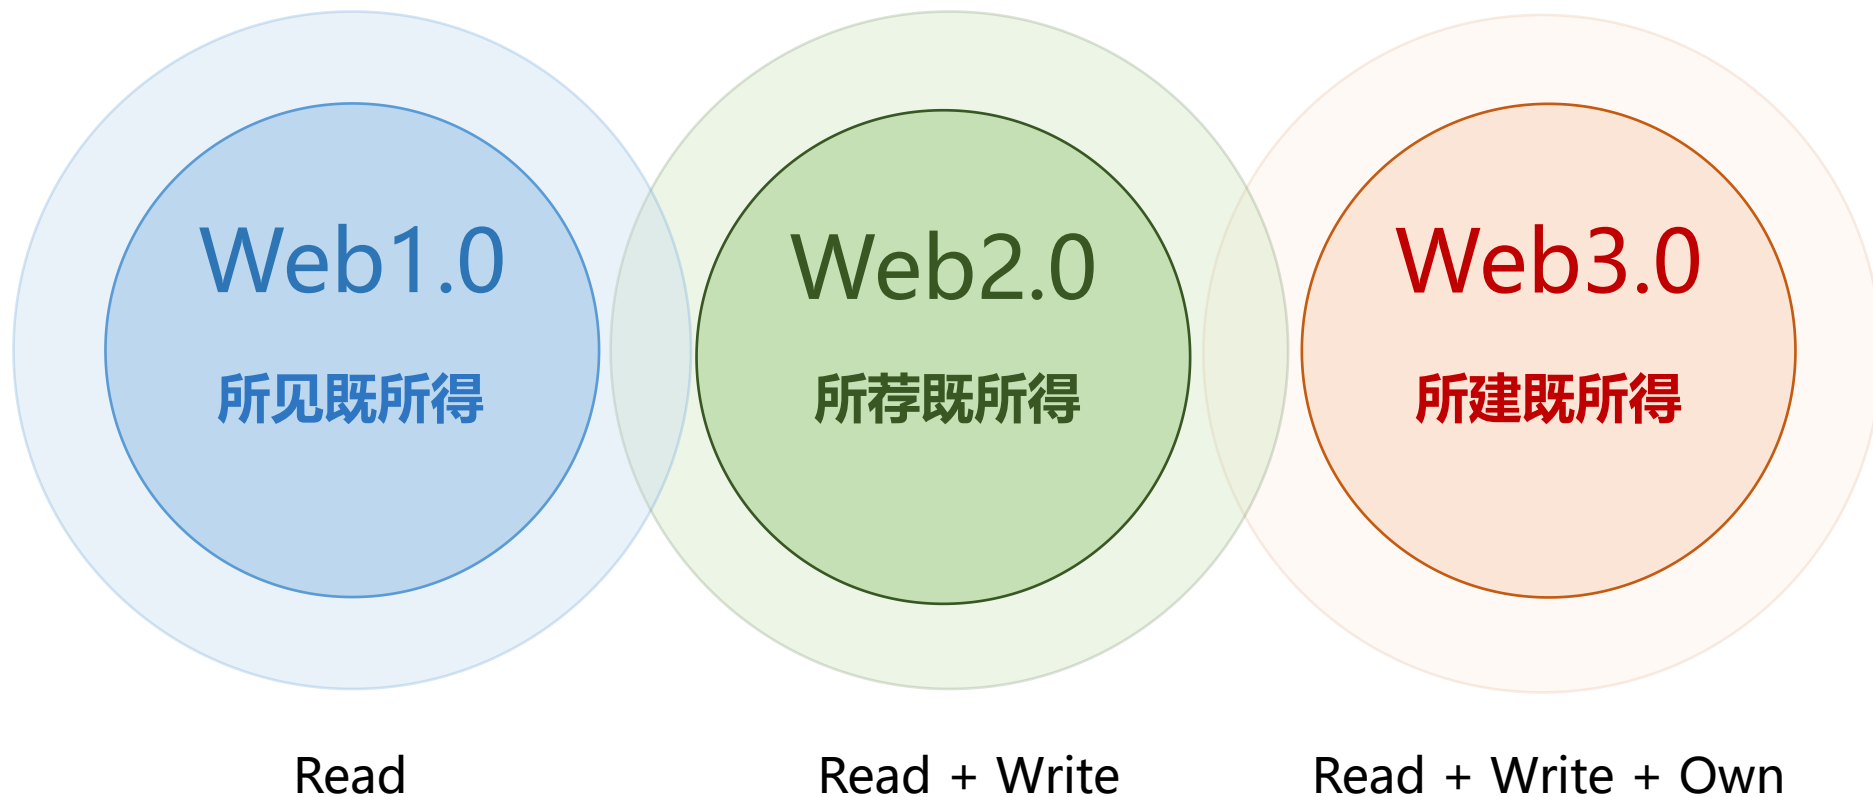 Web1.0
所见既所得
Read
Web2.0
所荐既所得
Read + Write
Web3.0
所建既所得
Read + Write + Own